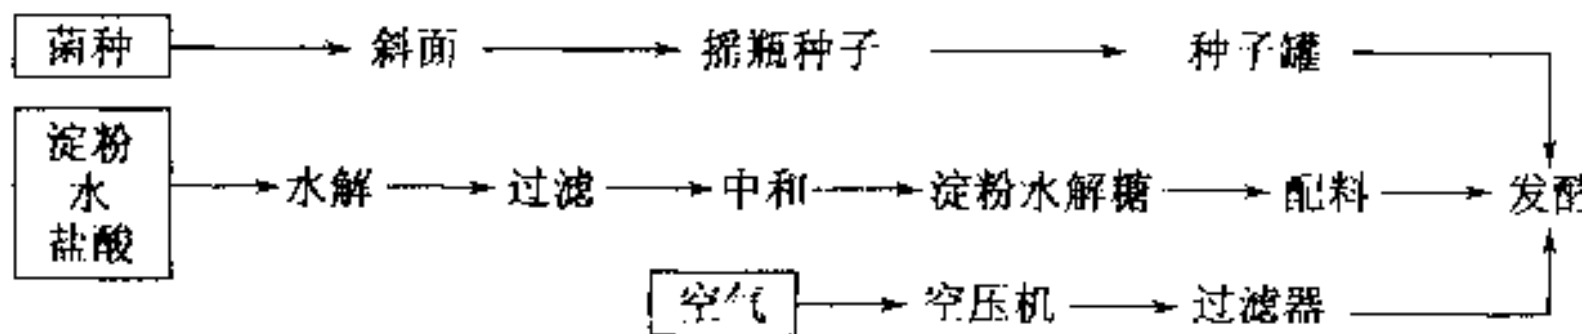 菌种 斜面 摇瓶种子 种子罐
淀粉
水 水解 过滤 中和 淀粉水解糖 配料 发酵
盐酸
空气 空压机 过滤器